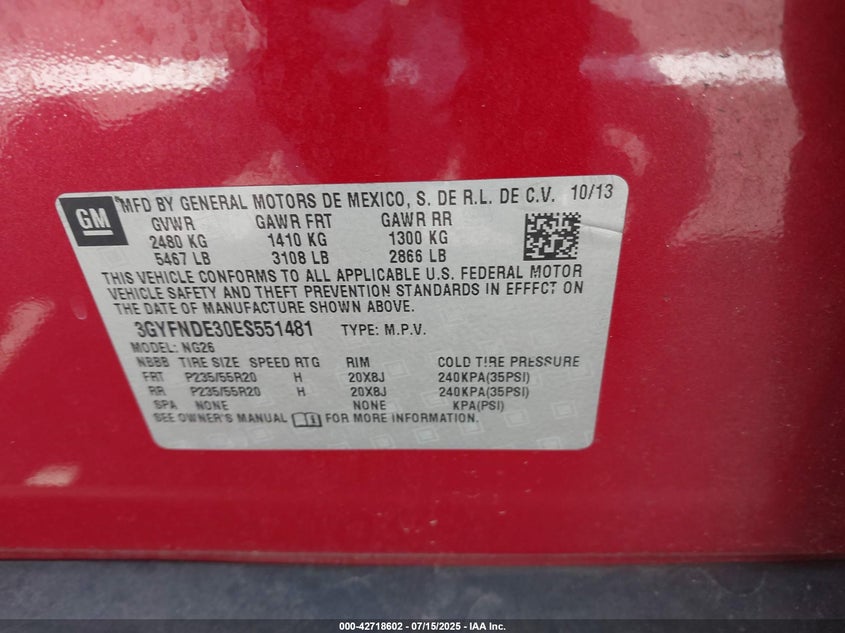 GM
MFD BY GENERAL MOTORS DE MEXICO, S. DE R.L. DE C.V. 10/13
GVWR GAWR FRT GAWR RR
2480 KG 1410 KG 1300 KG
5467 LB 3108 LB 2866 LB
THIS VEHICLE CONFORMS TO ALL APPLICABLE U.S. FEDERAL MOTOR
VEHICLE SAFETY AND THEFT PREVENTION STANDARDS IN EFFECT ON
THE DATE OF MANUFACTURE SHOWN ABOVE.
3GYFNDE30ES551481 TYPE: M.P.V.
MODEL: NG26
NBBB TIRE SIZE SPEED RTG RIM COLD TIRE PRESSURE
FRT P235/55R20 H 20X8J 240KPA(35PSI)
RR P235/55R20 H 20X8J 240KPA(35PSI)
SPA NONE NONE KPA(PSI)
SEE OWNER'S MANUAL FOR MORE INFORMATION.
000-42718602 - 07/15/2025 - IAA Inc.